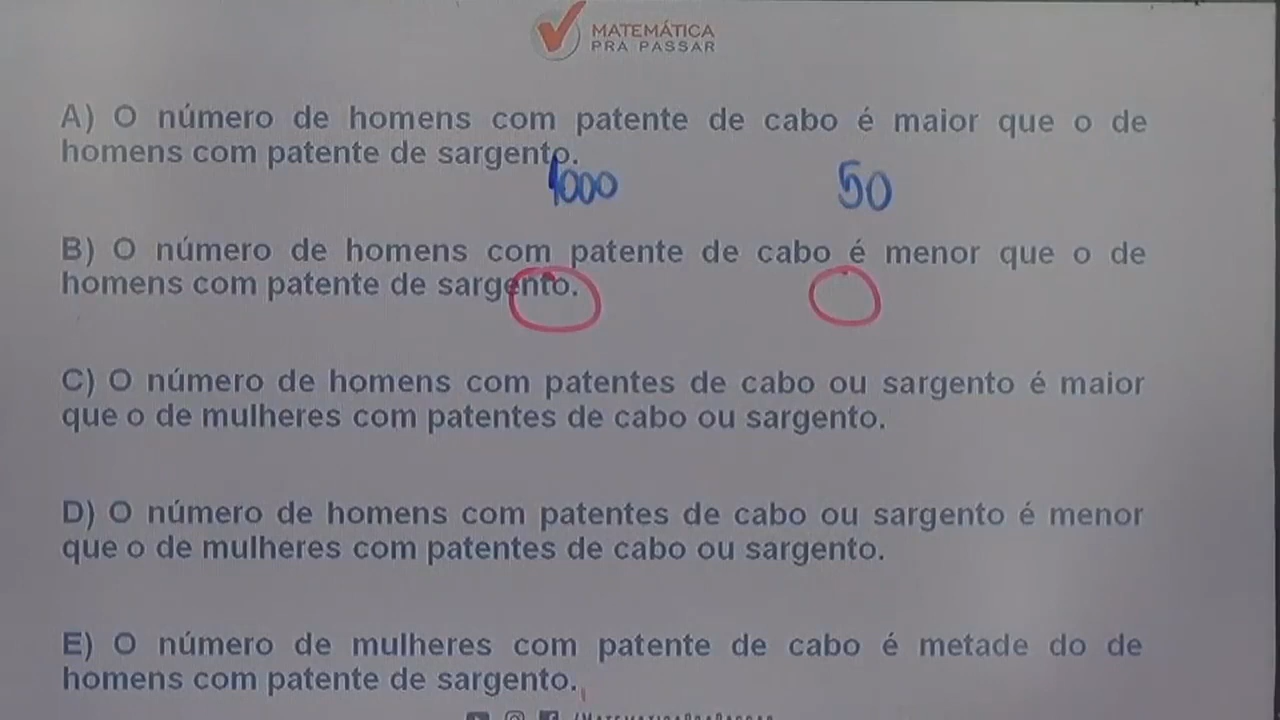 MATEMÁTICA
PRA PASSAR
A) O número de homens com patente de cabo é maior que o de
homens com patente de sargento.
1000 50
B) O número de homens com patente de cabo é menor que o de
homens com patente de sargento.
C) O número de homens com patentes de cabo ou sargento é maior
que o de mulheres com patentes de cabo ou sargento.
D) O número de homens com patentes de cabo ou sargento é menor
que o de mulheres com patentes de cabo ou sargento.
E) O número de mulheres com patente de cabo é metade do de
homens com patente de sargento.
/MATEMATICAPRAPASSAR